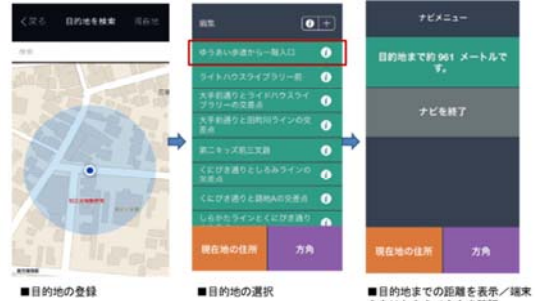 く戻る 目的地を検索 現在地
検索
編集
ナビメニュー
ゆうあい歩道から一階入口
ライトハウスライブラリー前
大手前通りとライドハウスライ
ブラリーの交差点
大手前通りと田町川ラインの交
差点
第二キッズ前三叉路
くにびき通りとしろみラインの
交差点
くにびき通りと路地Aの交差点
しらかたラインとくにびき通り
目的地まで約 961 メートルで
す。
ナビを終了
現在地の住所 方角
現在地の住所 方角
■目的地の登録
■目的地の選択
■目的地までの距離を表示／端末